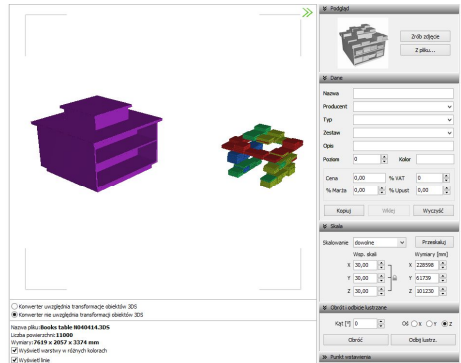 Podgląd
Zrób zdjęcie
Z pliku...
Dane
Nazwa
Producent
Typ
Zestaw
Opis
Poziom 0 Kolor
Cena 0,00 % VAT 0
% Marża 0,00 % Upust 0,00
Kopiuj Wklej Wyczyść
Skala
Skalowanie dowolne Przeskaluj
Wsp. skali Wymiary [mm]
X 30,00 X 228598
Y 30,00 Y 61739
Z 30,00 Z 101230
Obrót i odbicie lustrzane
Kąt [°] 0 Oś X Y Z
Obróć Odbij lustrz.
Punkt wstawienia
Konwerter uwzględnia transformacje obiektów 3DS
Konwerter nie uwzględnia transformacji obiektów 3DS
Nazwa pliku: Books table N040414.3DS
Liczba powierzchni: 11000
Wymiary: 7619 x 2057 x 3374 mm
Wyświetl warstwy w różnych kolorach
Wyświetl linie